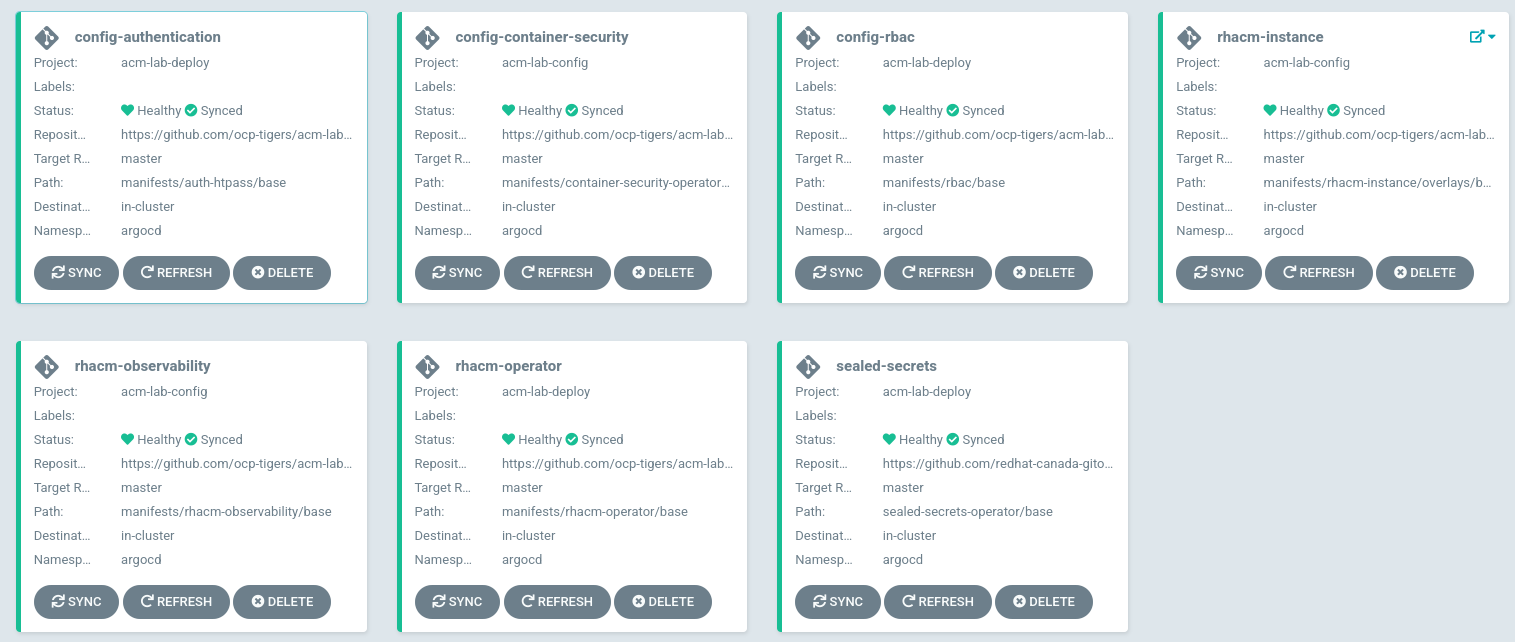 config-authentication
Project: acm-lab-deploy
Labels:
Status: Healthy Synced
Reposit... https://github.com/ocp-tigers/acm-lab...
Target R... master
Path: manifests/auth-htpass/base
Destinat... in-cluster
Namesp... argocd
SYNC REFRESH DELETE
config-container-security
Project: acm-lab-config
Labels:
Status: Healthy Synced
Reposit... https://github.com/ocp-tigers/acm-lab...
Target R... master
Path: manifests/container-security-operator...
Destinat... in-cluster
Namesp... argocd
SYNC REFRESH DELETE
config-rbac
Project: acm-lab-deploy
Labels:
Status: Healthy Synced
Reposit... https://github.com/ocp-tigers/acm-lab...
Target R... master
Path: manifests/rbac/base
Destinat... in-cluster
Namesp... argocd
SYNC REFRESH DELETE
rhacm-instance
Project: acm-lab-config
Labels:
Status: Healthy Synced
Reposit... https://github.com/ocp-tigers/acm-lab...
Target R... master
Path: manifests/rhacm-instance/overlays/b...
Destinat... in-cluster
Namesp... argocd
SYNC REFRESH DELETE
rhacm-observability
Project: acm-lab-config
Labels:
Status: Healthy Synced
Reposit... https://github.com/ocp-tigers/acm-lab...
Target R... master
Path: manifests/rhacm-observability/base
Destinat... in-cluster
Namesp... argocd
SYNC REFRESH DELETE
rhacm-operator
Project: acm-lab-deploy
Labels:
Status: Healthy Synced
Reposit... https://github.com/ocp-tigers/acm-lab...
Target R... master
Path: manifests/rhacm-operator/base
Destinat... in-cluster
Namesp... argocd
SYNC REFRESH DELETE
sealed-secrets
Project: acm-lab-deploy
Labels:
Status: Healthy Synced
Reposit... https://github.com/redhat-canada-gito...
Target R... master
Path: sealed-secrets-operator/base
Destinat... in-cluster
Namesp... argocd
SYNC REFRESH DELETE